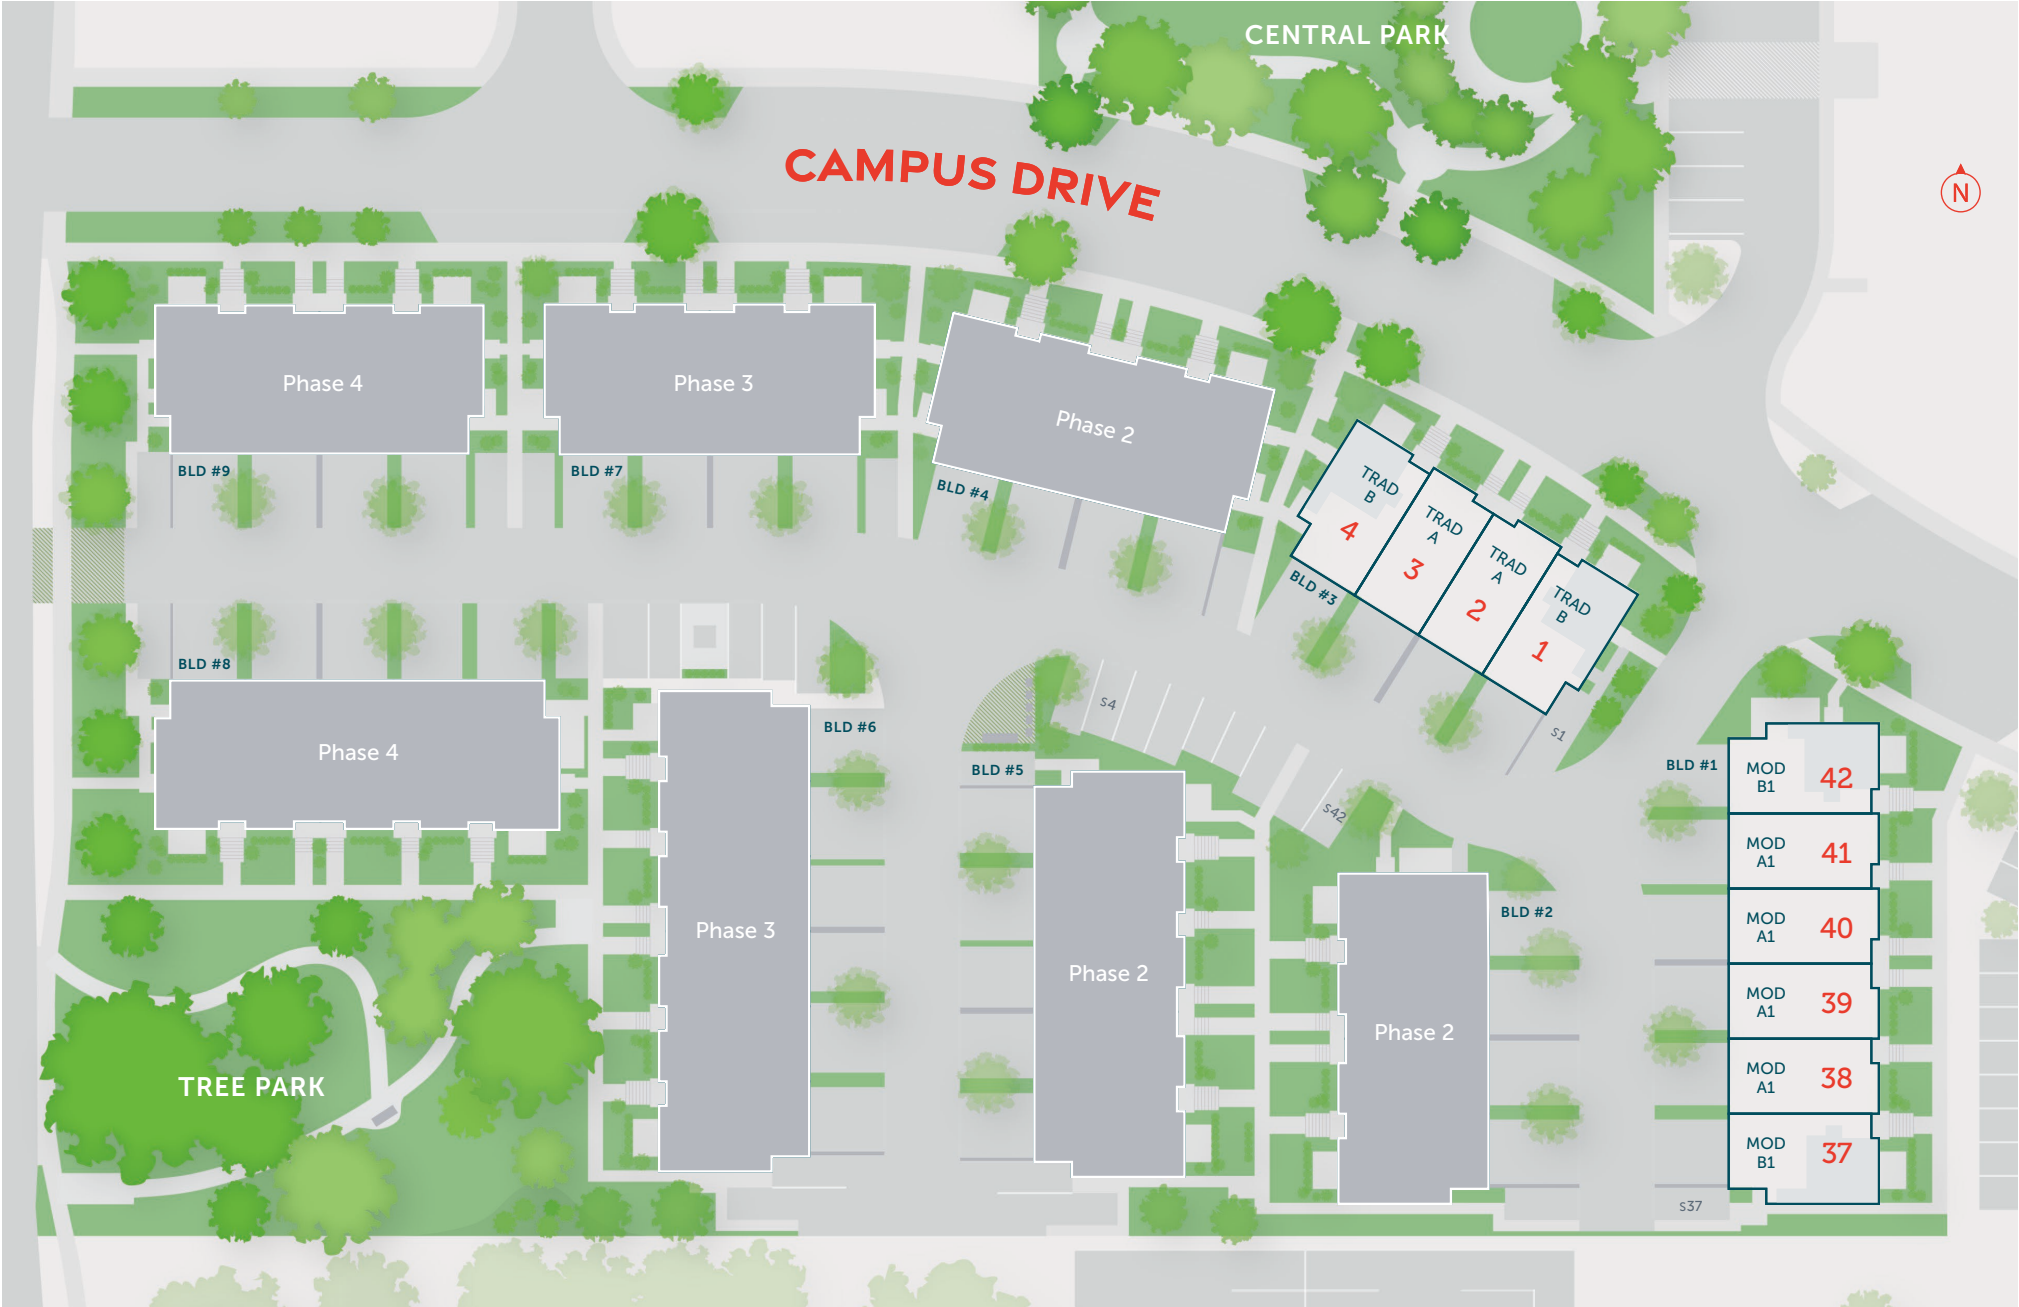 CENTRAL PARK
CAMPUS DRIVE
N
Phase 4
Phase 3
Phase 2
BLD #9
BLD #7
BLD #4
TRAD
B
4
TRAD
A
3
TRAD
A
2
TRAD
B
1
BLD #3
BLD #8
Phase 4
BLD #6
Phase 3
BLD #5
Phase 2
S4
S1
S42
BLD #2
Phase 2
BLD #1
MOD
B1
42
MOD
A1
41
MOD
A1
40
MOD
A1
39
MOD
A1
38
MOD
B1
37
S37
TREE PARK